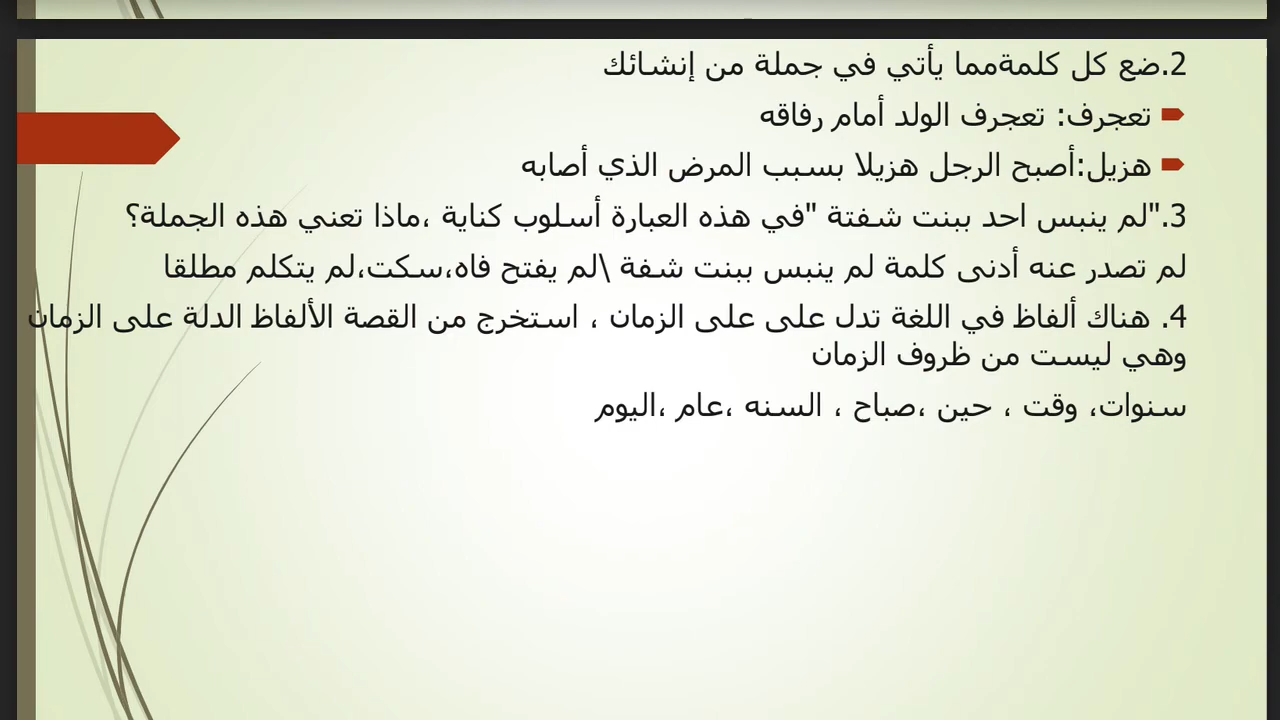 2.ضع كل كلمةمما يأتي في جملة من إنشائك
تعجرف: تعجرف الولد أمام رفاقه
هزيل:أصبح الرجل هزيلا بسبب المرض الذي أصابه
3."لم ينبس احد ببنت شفتة "في هذه العبارة أسلوب كناية ،ماذا تعني هذه الجملة؟
لم تصدر عنه أدنى كلمة لم ينبس ببنت شفة \لم يفتح فاه،سكت،لم يتكلم مطلقا
4. هناك ألفاظ في اللغة تدل على على الزمان ، استخرج من القصة الألفاظ الدلة على الزمان
وهي ليست من ظروف الزمان
سنوات، وقت ، حين ،صباح ، السنه ،عام ،اليوم